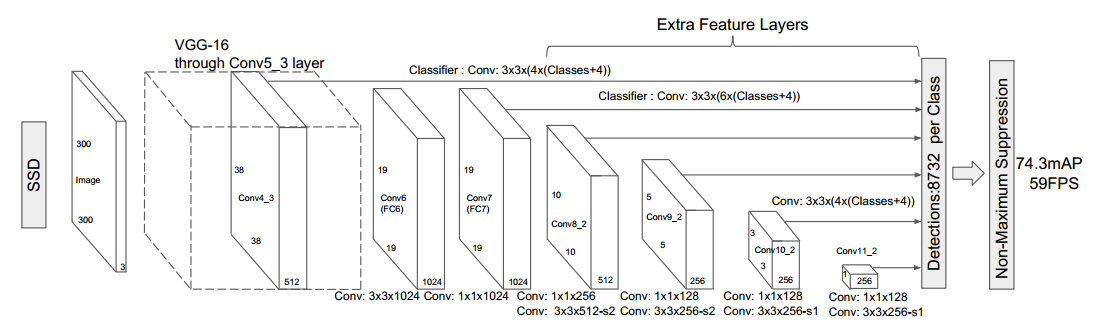 Extra Feature Layers
VGG-16
through Conv5_3 layer
Classifier : Conv: 3x3x(4x(Classes+4))
Classifier : Conv: 3x3x(6x(Classes+4))
SSD
300
Image
300
3
38
Conv4_3
38
512
19
Conv6
(FC6)
19
1024
19
Conv7
(FC7)
19
1024
10
Conv8_2
10
512
5
Conv9_2
5
256
Conv: 3x3x(4x(Classes+4))
3
Conv10_2
3
256
Conv11_2
1
256
Detections:8732 per Class
Non-Maximum Suppression
74.3mAP
59FPS
Conv: 3x3x1024
Conv: 1x1x1024
Conv: 1x1x256
Conv: 3x3x512-s2
Conv: 1x1x128
Conv: 3x3x256-s2
Conv: 1x1x128
Conv: 3x3x256-s1
Conv: 1x1x128
Conv: 3x3x256-s1